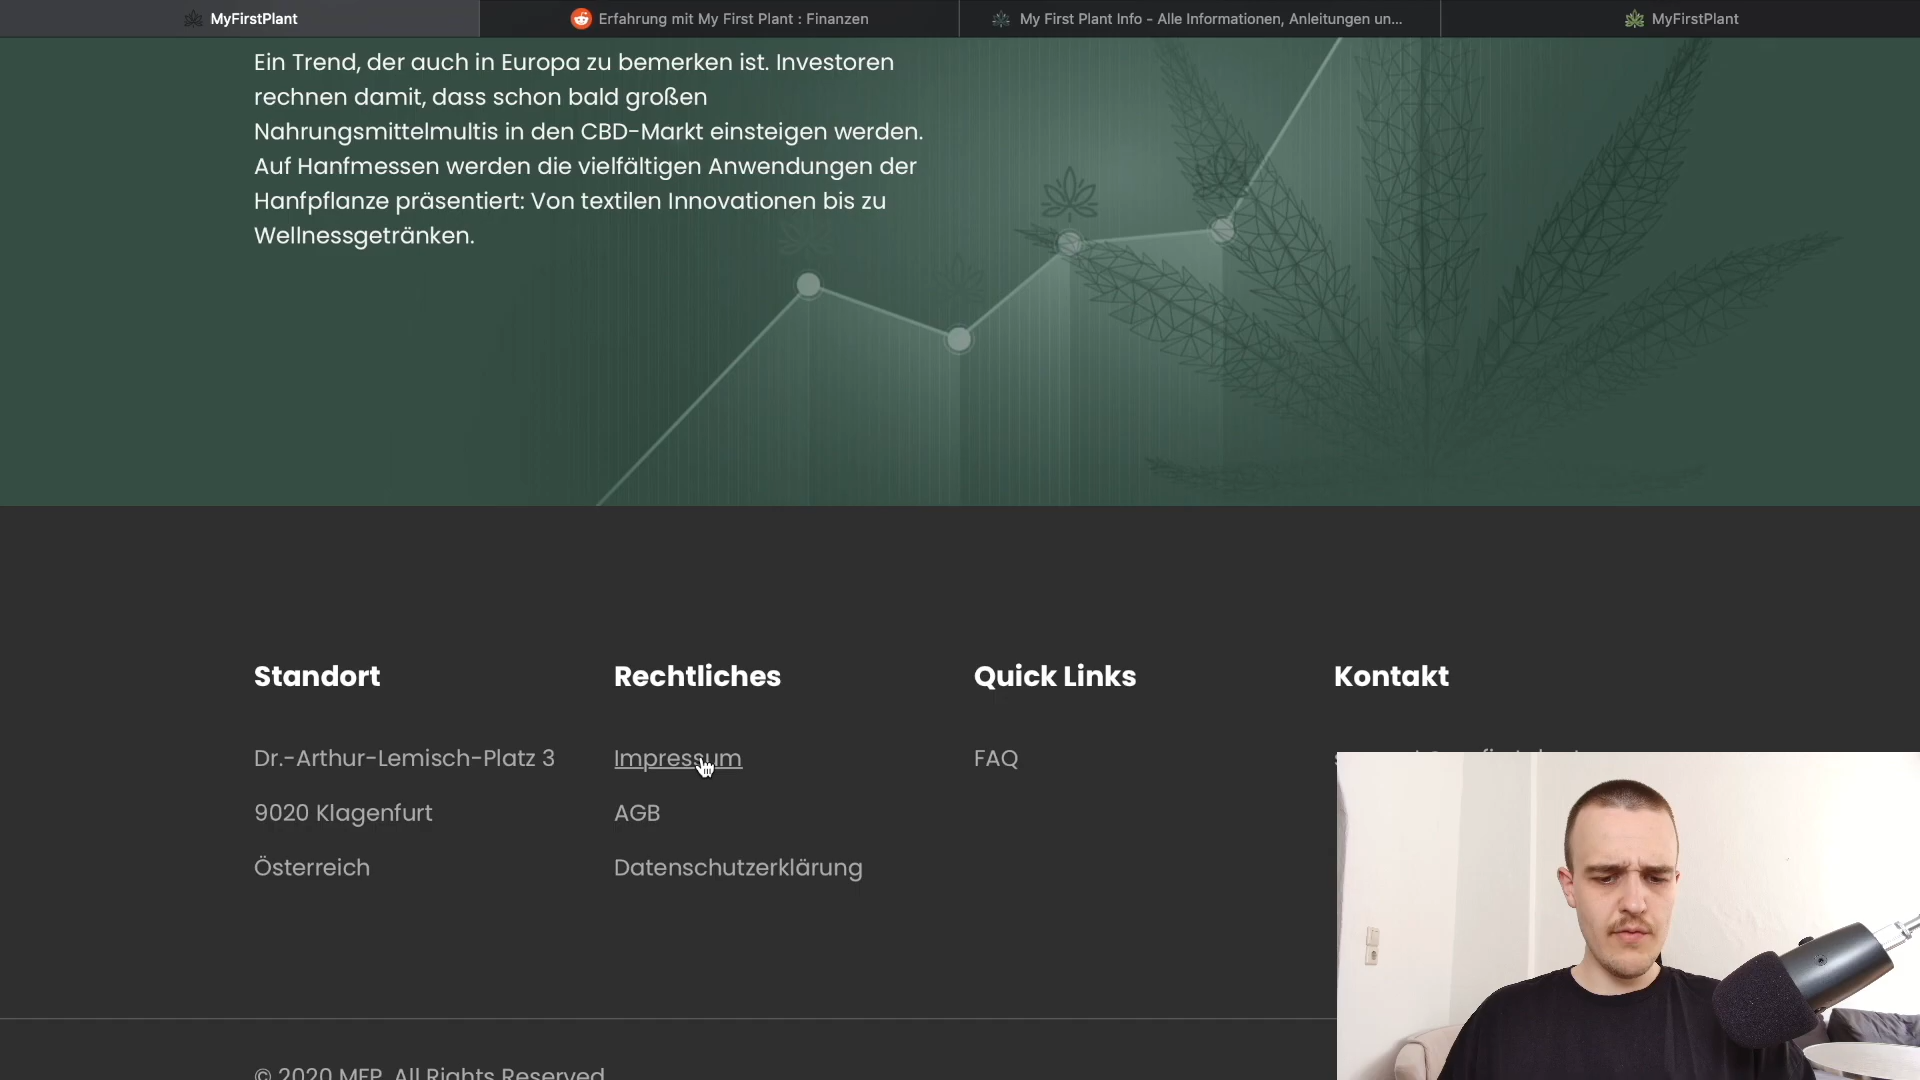 MyFirstPlant
Erfahrung mit My First Plant : Finanzen
My First Plant Info - Alle Informationen, Anleitungen un...
MyFirstPlant
Ein Trend, der auch in Europa zu bemerken ist. Investoren
rechnen damit, dass schon bald großen
Nahrungsmittelmultis in den CBD-Markt einsteigen werden.
Auf Hanfmessen werden die vielfältigen Anwendungen der
Hanfpflanze präsentiert: Von textilen Innovationen bis zu
Wellnessgetränken.
Standort
Dr.-Arthur-Lemisch-Platz 3
9020 Klagenfurt
Österreich
Rechtliches
Impressum
AGB
Datenschutzerklärung
Quick Links
FAQ
Kontakt
© 2020 MFP. All Rights Reserved